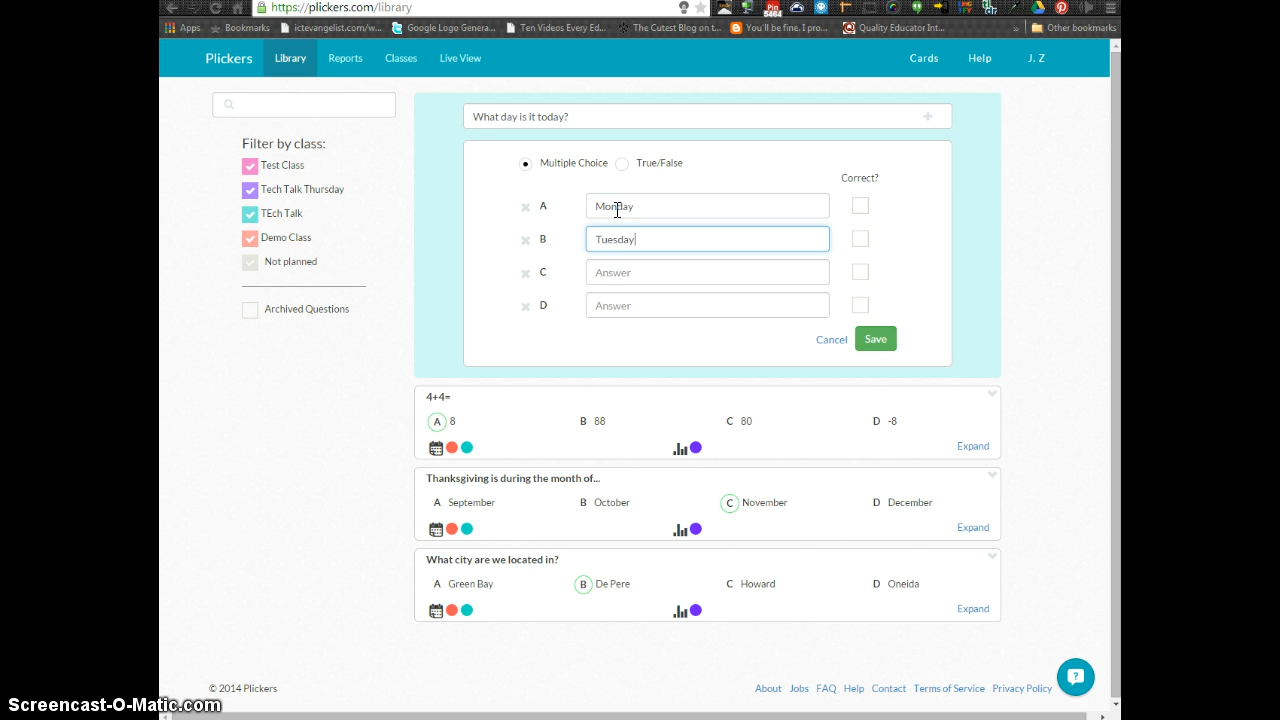 https://plickers.com/library
Pin
5464
Apps Bookmarks ictevangelist.com/w... Google Logo Genera... Ten Videos Every Ed... The Cutest Blog on t... You'll be fine. I pro... Quality Educator Int... » Other bookmarks
Plickers Library Reports Classes Live View Cards Help J. Z
What day is it today?
Filter by class:
Test Class
Tech Talk Thursday
TEch Talk
Demo Class
Not planned
Archived Questions
Multiple Choice True/False
Correct?
A Monday
B Tuesday
C Answer
D Answer
Cancel Save
4+4=
A 8 B 88 C 80 D -8
Expand
Thanksgiving is during the month of...
A September B October C November D December
Expand
What city are we located in?
A Green Bay B De Pere C Howard D Oneida
Expand
© 2014 Plickers About Jobs FAQ Help Contact Terms of Service Privacy Policy
Screencast-O-Matic.com